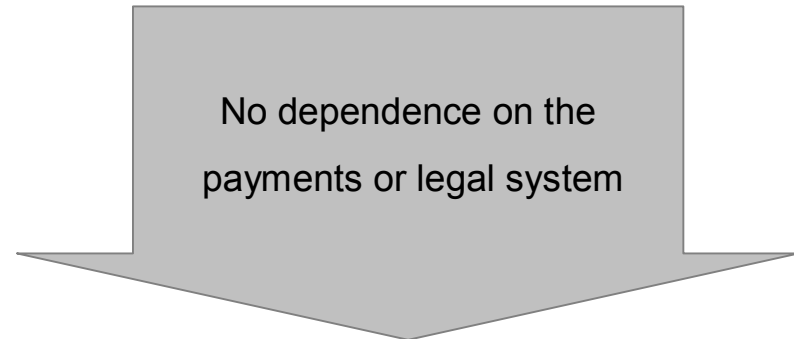 No dependence on the
payments or legal system